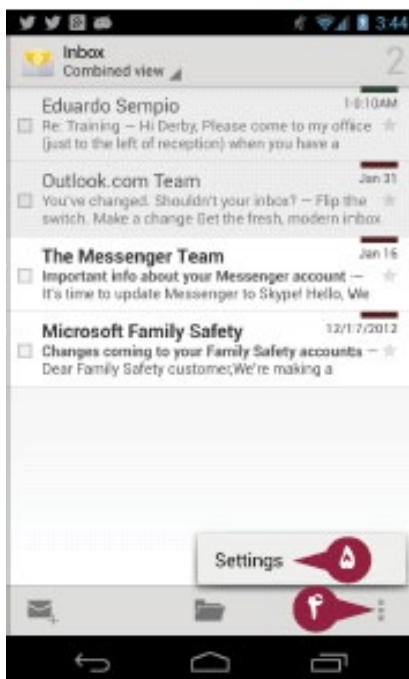 3:44
Inbox
Combined view
2
Eduardo Sempio
10:10AM
Re: Training – Hi Derby, Please come to my office
(just to the left of reception) when you have a
Outlook.com Team
Jan 31
You've changed. Shouldn't your inbox? – Flip the
switch. Make a change Get the fresh, modern inbox
The Messenger Team
Jan 16
Important info about your Messenger account –
It's time to update Messenger to Skype! Hello, We
Microsoft Family Safety
12/17/2012
Changes coming to your Family Safety accounts –
Dear Family Safety customer,We're making a
Settings
۵
۴